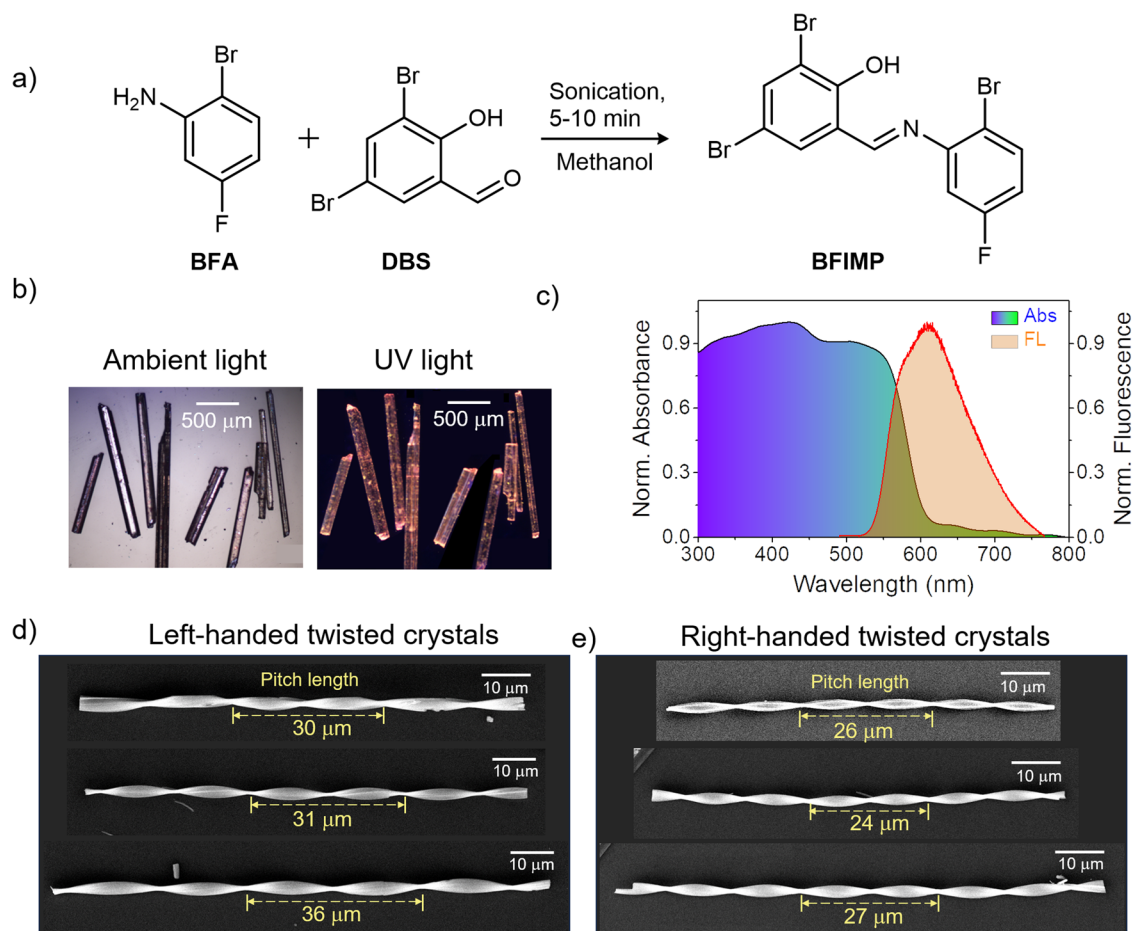 a)
Br
H₂N
F
BFA
+
Br
OH
Br
O
DBS
Sonication,
5-10 min
Methanol
Br
OH
Br
N
Br
F
BFIMP
b)
Ambient light
500 μm
UV light
500 μm
c)
Norm. Absorbance
0.9
0.6
0.3
0.0
Abs
FL
0.9
0.6
0.3
0.0
Norm. Fluorescence
300 400 500 600 700 800
Wavelength (nm)
d)
Left-handed twisted crystals
Pitch length
10 μm
30 μm
10 μm
31 μm
10 μm
36 μm
e)
Right-handed twisted crystals
Pitch length
10 μm
26 μm
10 μm
24 μm
10 μm
27 μm